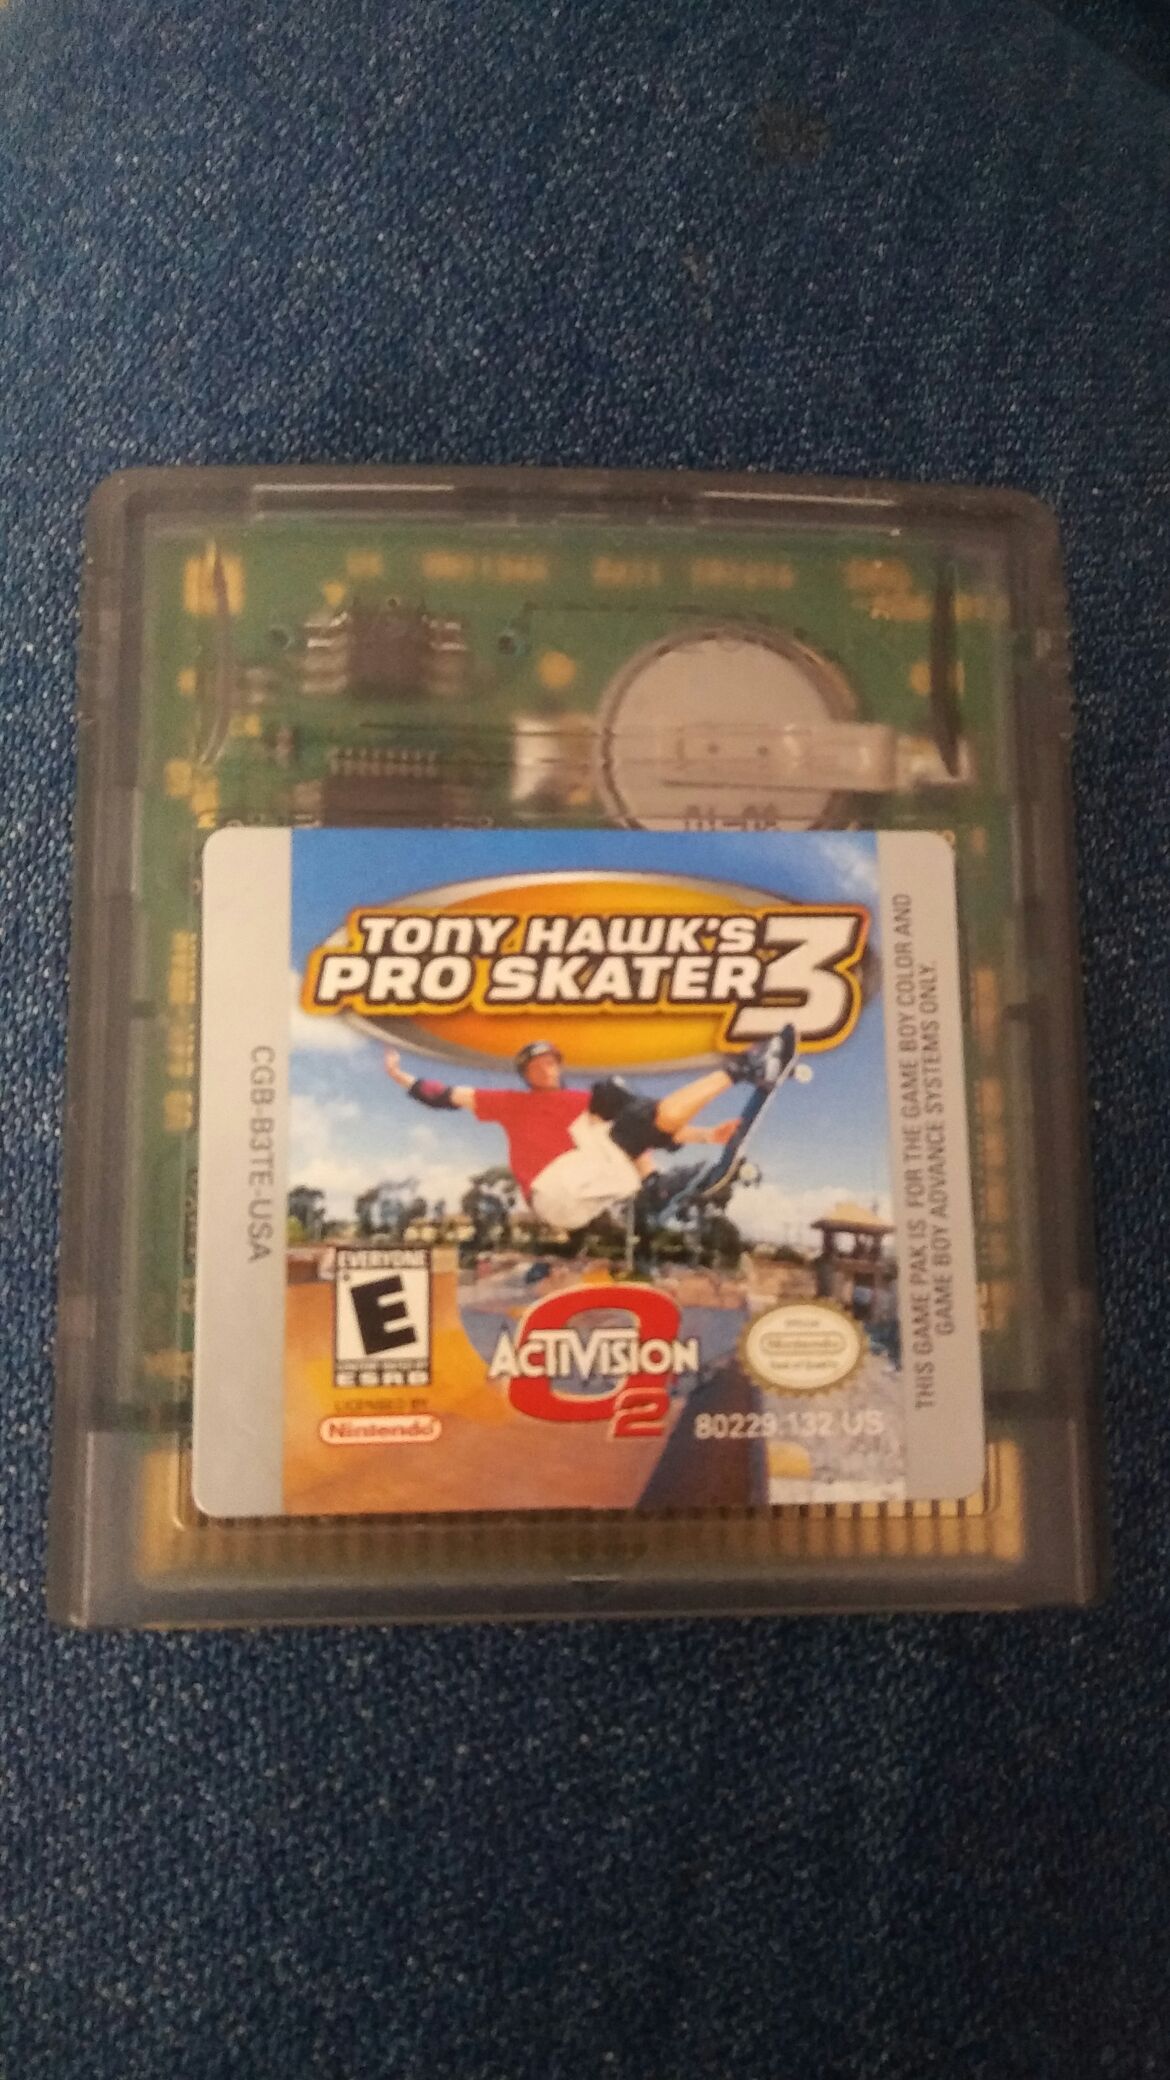 TONY HAWK'S
PRO SKATER 3
CGB-B3TE-USA
THIS GAME PAK IS FOR THE GAME BOY COLOR AND
GAME BOY ADVANCE SYSTEMS ONLY.
EVERYONE
E
ESRB
LICENSED BY
Nintendo
ACTIVISION
O2
Nintendo
80229.132.US